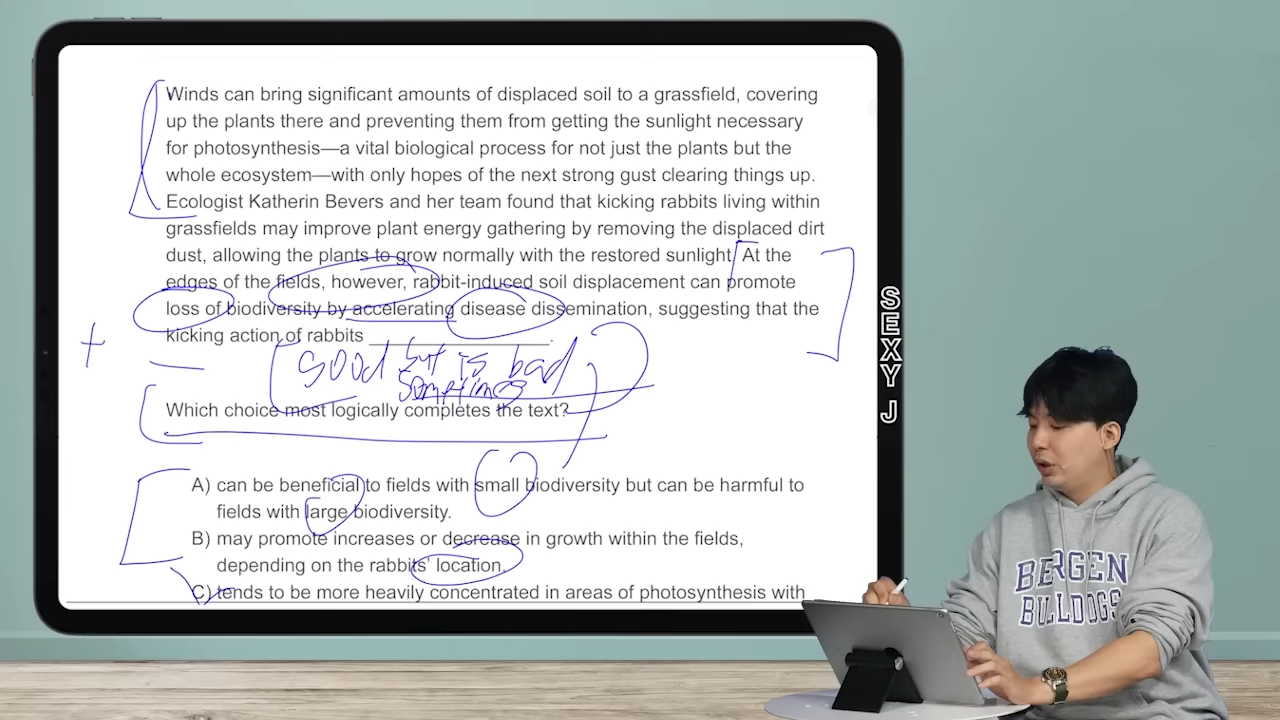 Winds can bring significant amounts of displaced soil to a grassfield, covering
up the plants there and preventing them from getting the sunlight necessary
for photosynthesis—a vital biological process for not just the plants but the
whole ecosystem—with only hopes of the next strong gust clearing things up.
Ecologist Katherin Bevers and her team found that kicking rabbits living within
grassfields may improve plant energy gathering by removing the displaced dirt
dust, allowing the plants to grow normally with the restored sunlight. At the
edges of the fields, however, rabbit-induced soil displacement can promote
loss of biodiversity by accelerating disease dissemination, suggesting that the
kicking action of rabbits ____________________.
+ —
good but is bad
sometimes
Which choice most logically completes the text?
A) can be beneficial to fields with small biodiversity but can be harmful to
fields with large biodiversity.
B) may promote increases or decrease in growth within the fields,
depending on the rabbits' location.
C) tends to be more heavily concentrated in areas of photosynthesis with
SEXY J
BERGEN
BULLDOGS